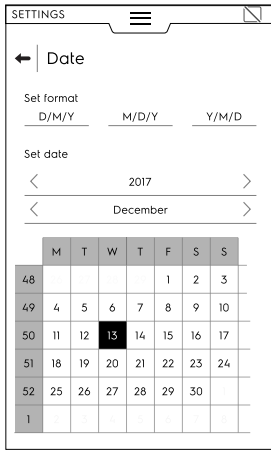 SETTINGS
Date
Set format
D/M/Y M/D/Y Y/M/D
Set date
2017
December
M T W T F S S
48 1 2 3
49 4 5 6 7 8 9 10
50 11 12 13 14 15 16 17
51 18 19 20 21 22 23 24
52 25 26 27 28 29 30
1